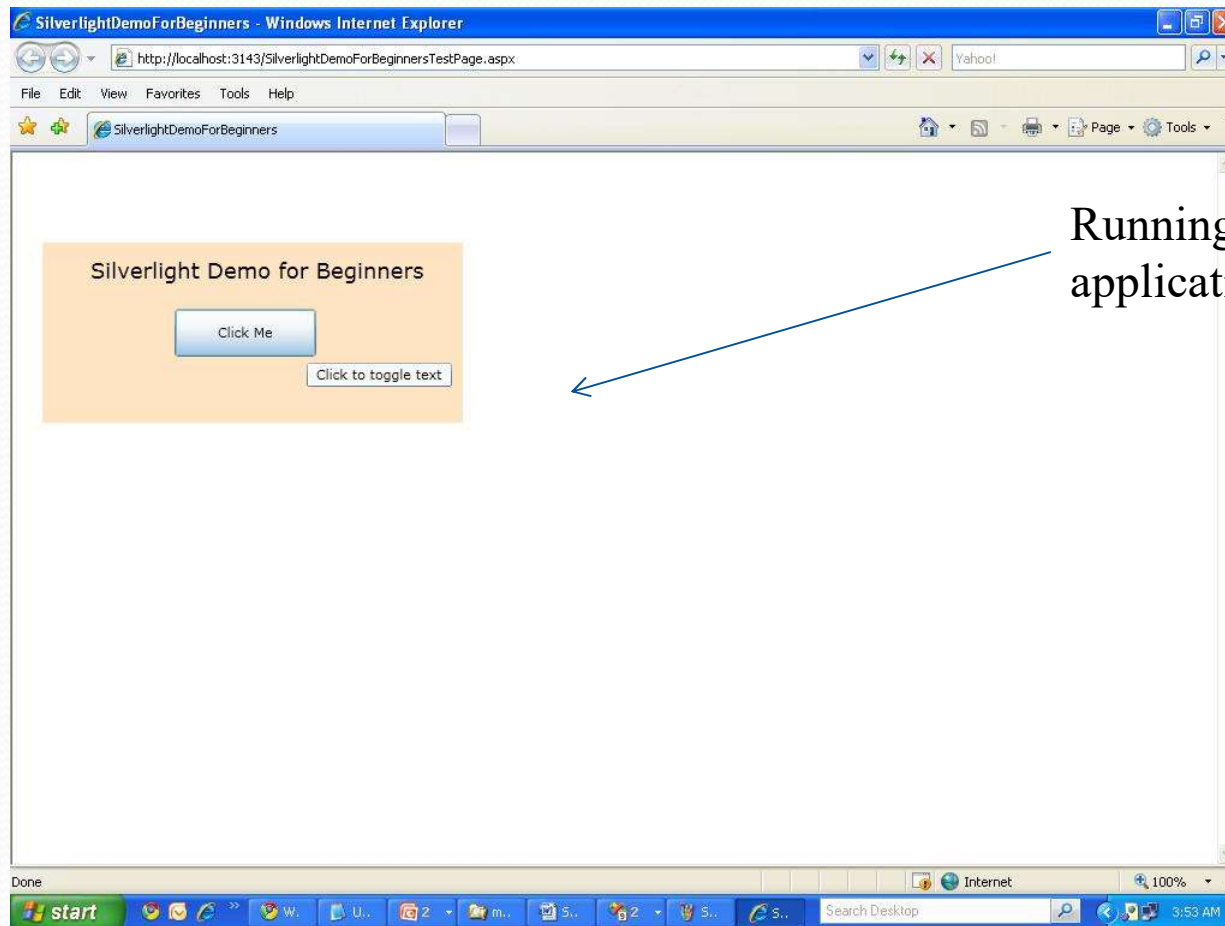 SilverlightDemoForBeginners - Windows Internet Explorer
http://localhost:3143/SilverlightDemoForBeginnersTestPage.aspx
Yahoo!
File Edit View Favorites Tools Help
SilverlightDemoForBeginners
Page Tools
Running
applicat
Silverlight Demo for Beginners
Click Me
Click to toggle text
Done
Internet
100%
start
W..
U..
2
m..
S..
2
S..
S..
Search Desktop
3:53 AM